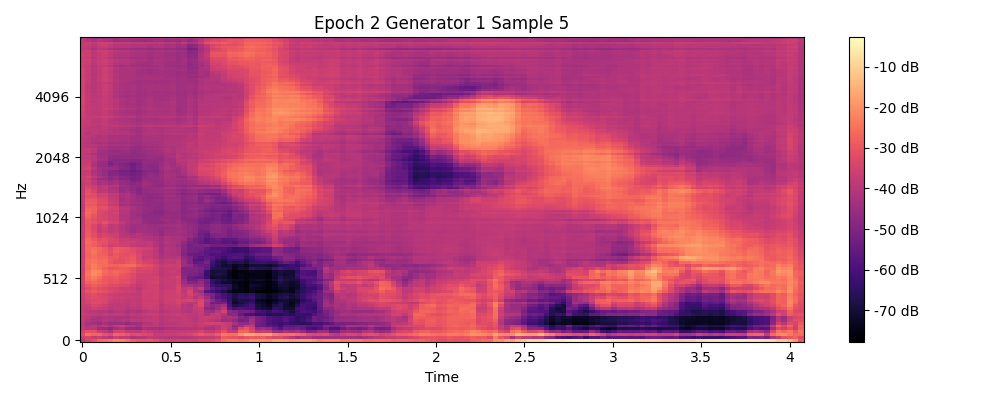 Epoch 2 Generator 1 Sample 5
Hz
4096
2048
1024
512
0
0 0.5 1 1.5 2 2.5 3 3.5 4
Time
-10 dB
-20 dB
-30 dB
-40 dB
-50 dB
-60 dB
-70 dB